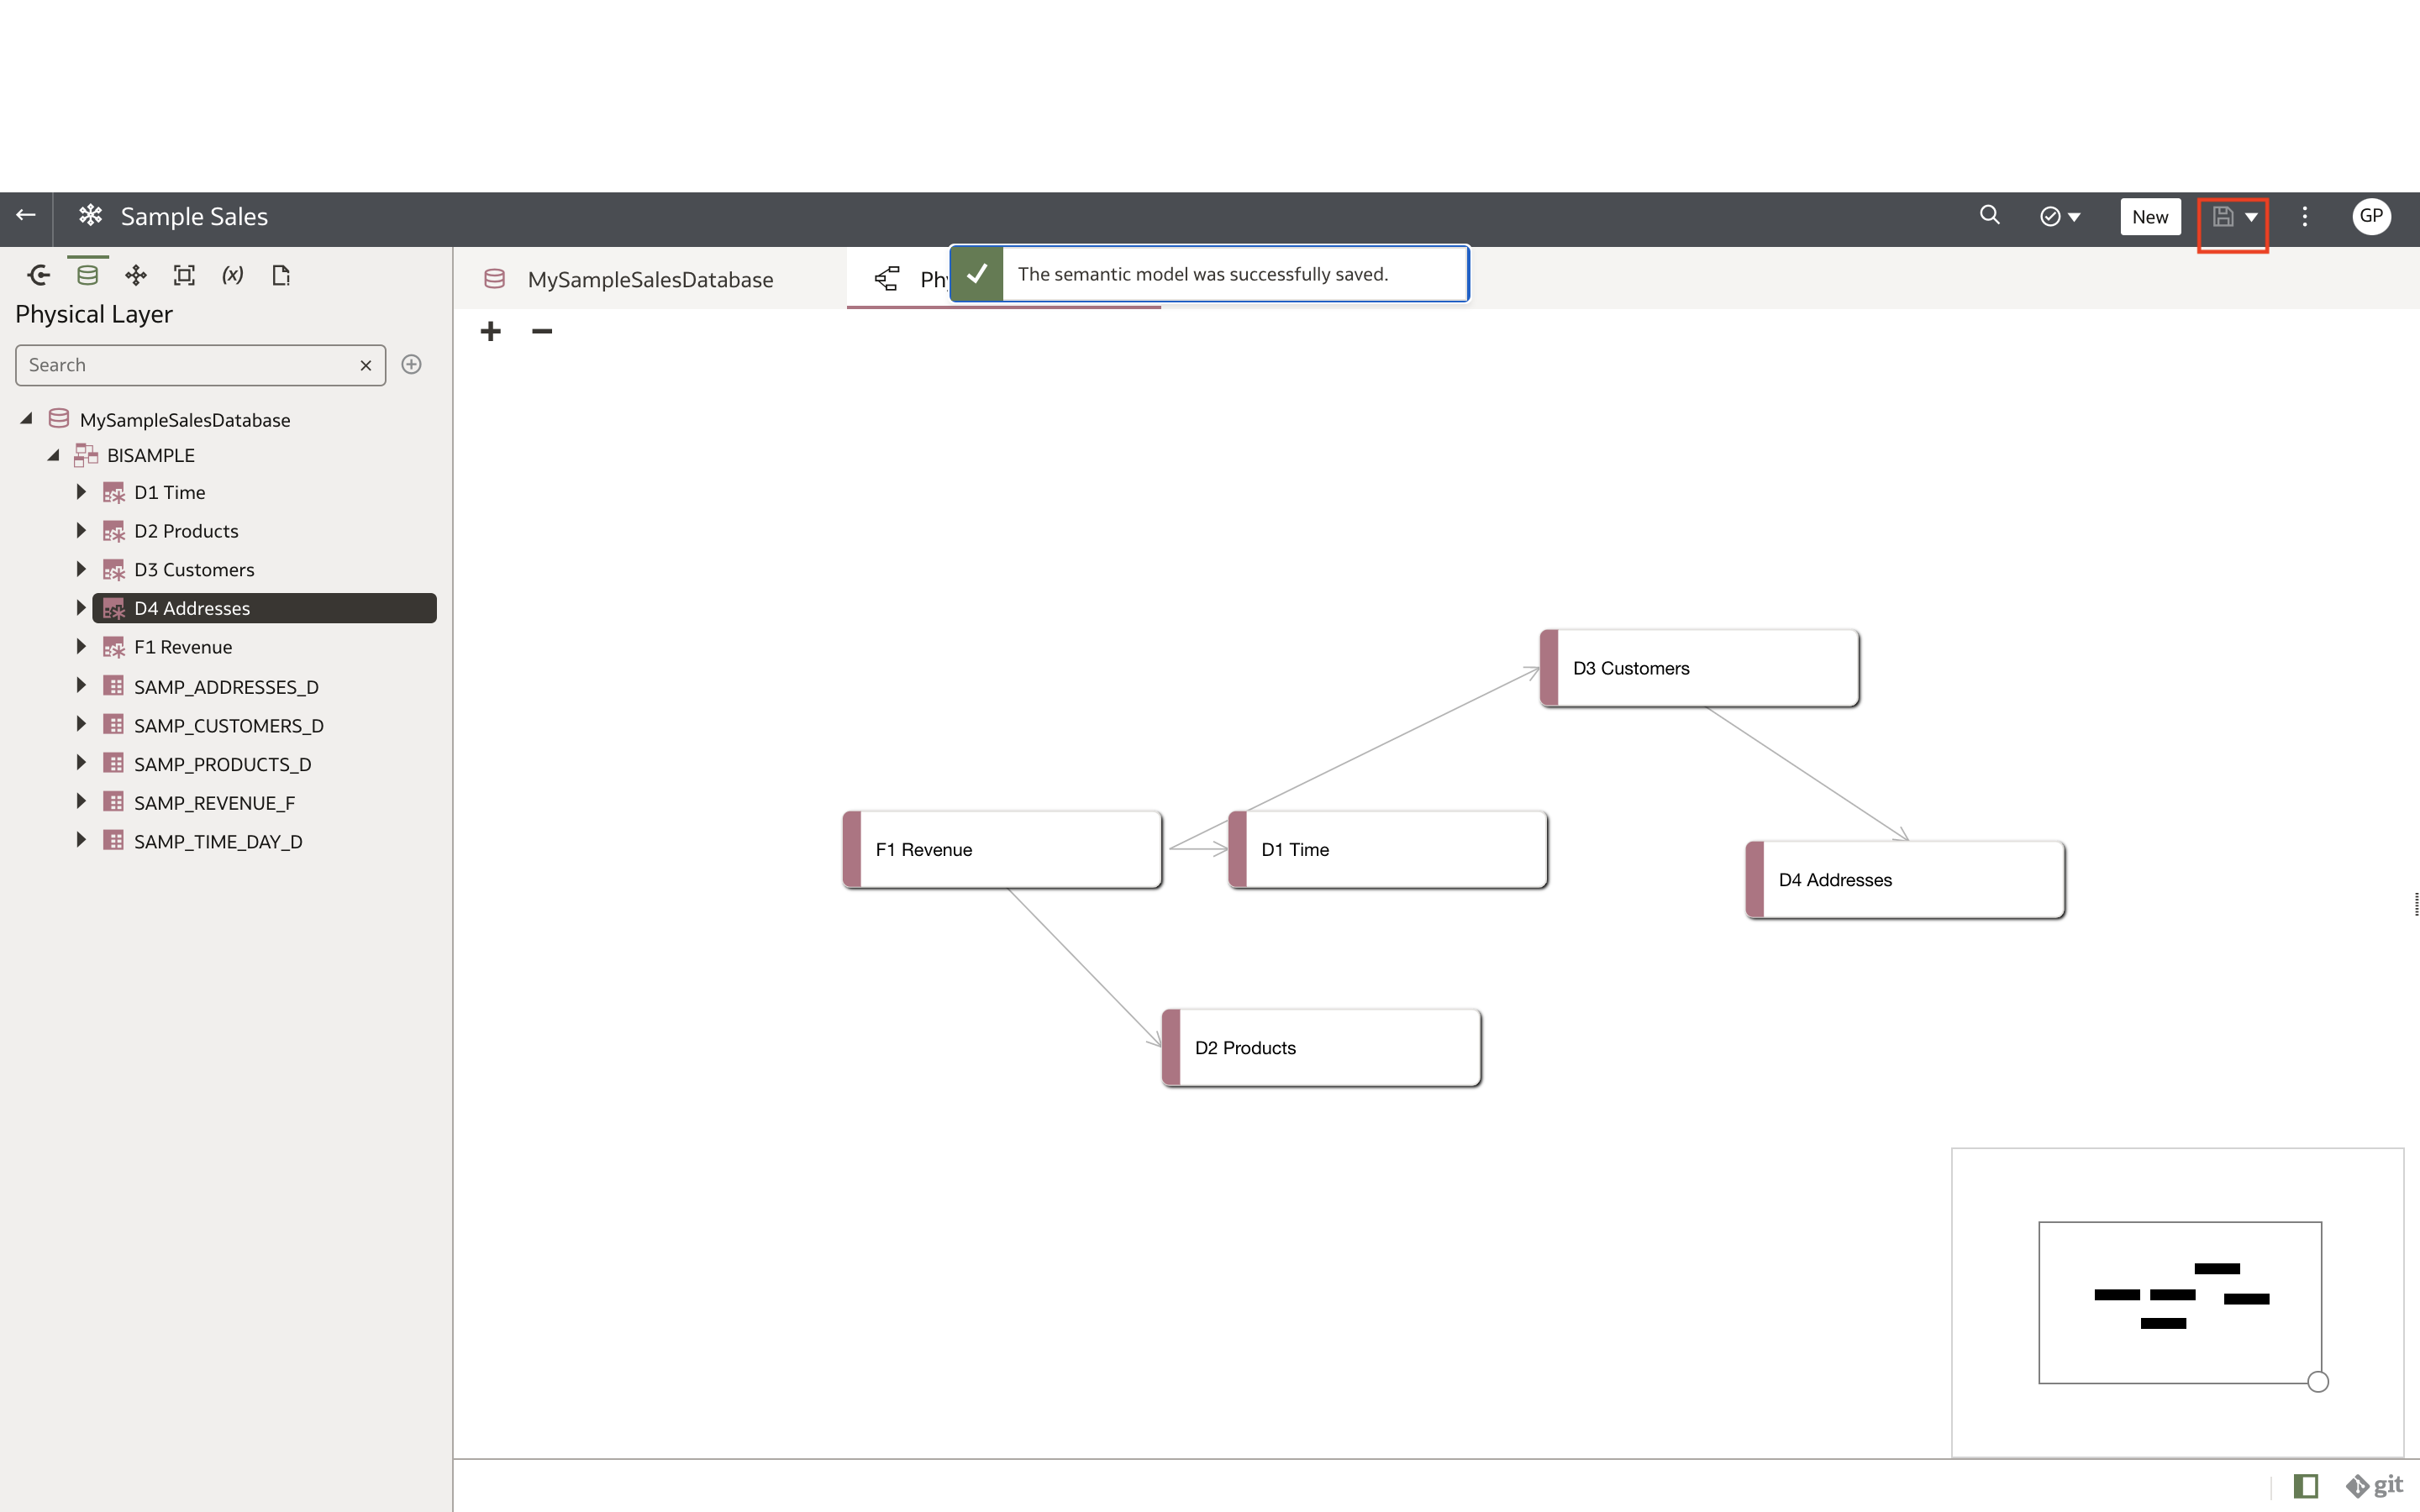 Sample Sales
New
GP
Physical Layer
Search
MySampleSalesDatabase
BISAMPLE
D1 Time
D2 Products
D3 Customers
D4 Addresses
F1 Revenue
SAMP_ADDRESSES_D
SAMP_CUSTOMERS_D
SAMP_PRODUCTS_D
SAMP_REVENUE_F
SAMP_TIME_DAY_D
MySampleSalesDatabase
Ph
The semantic model was successfully saved.
D3 Customers
F1 Revenue
D1 Time
D4 Addresses
D2 Products
git